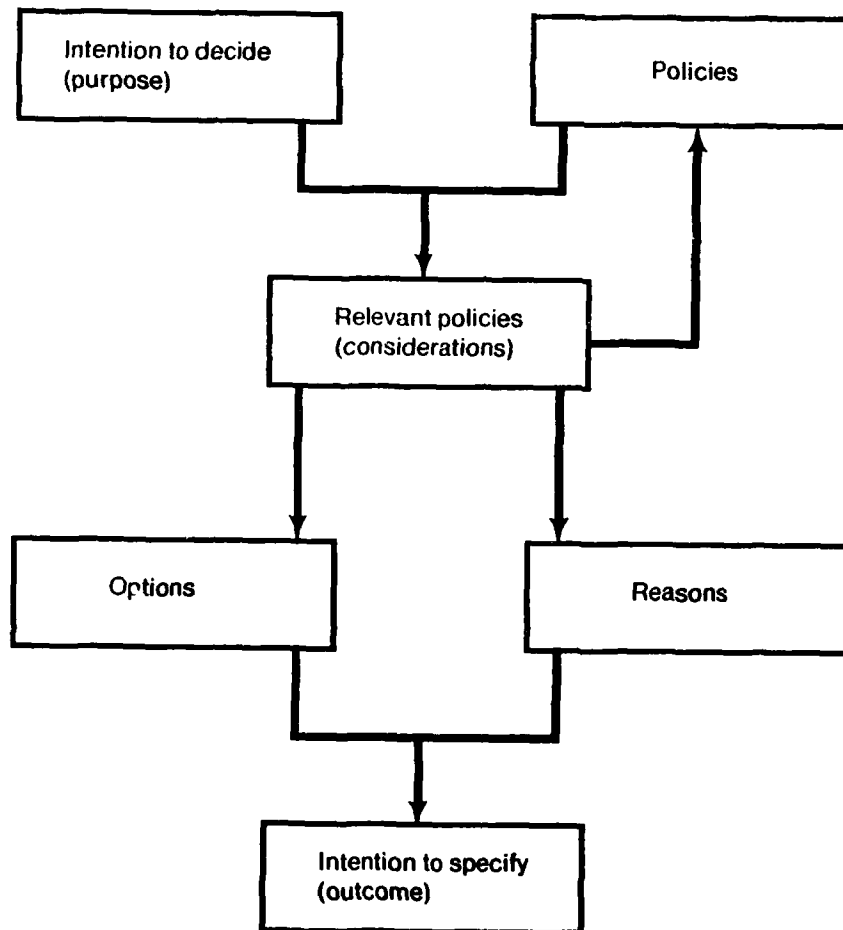 Intention to decide
(purpose)
Policies
Relevant policies
(considerations)
Options
Reasons
Intention to specify
(outcome)